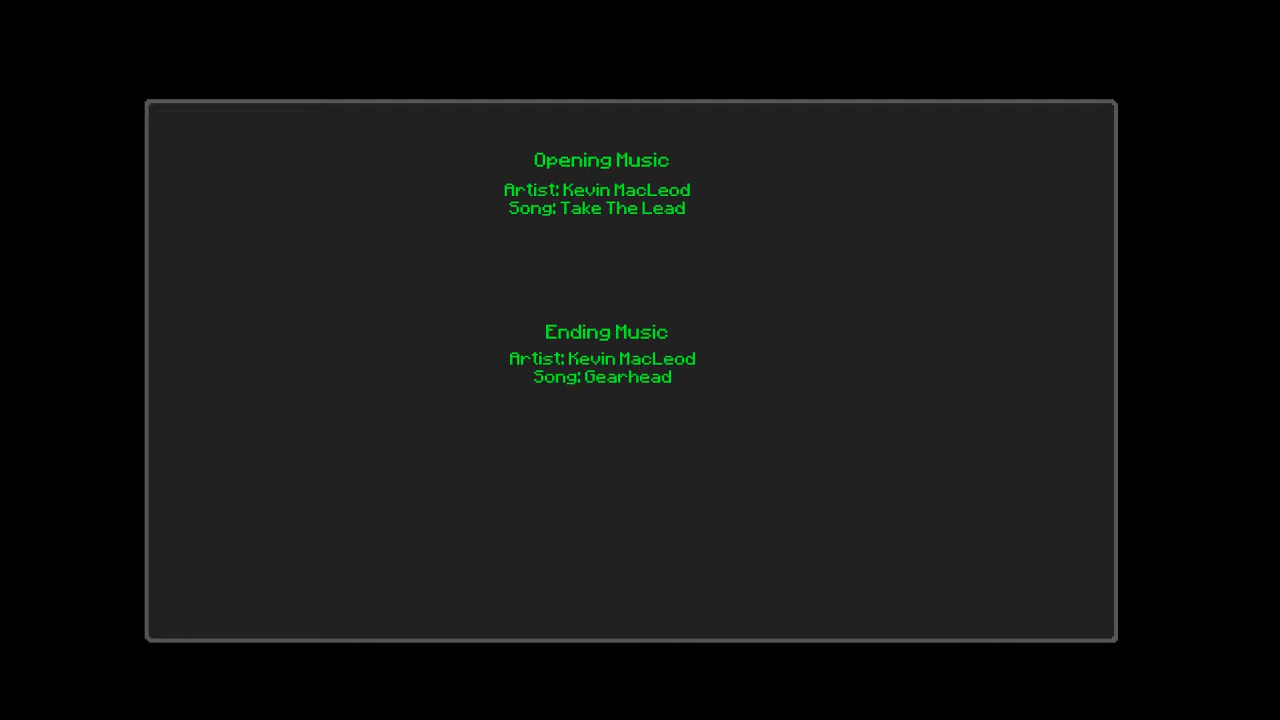 Opening Music
Artist: Kevin MacLeod
Song: Take The Lead
Ending Music
Artist: Kevin MacLeod
Song: Gearhead